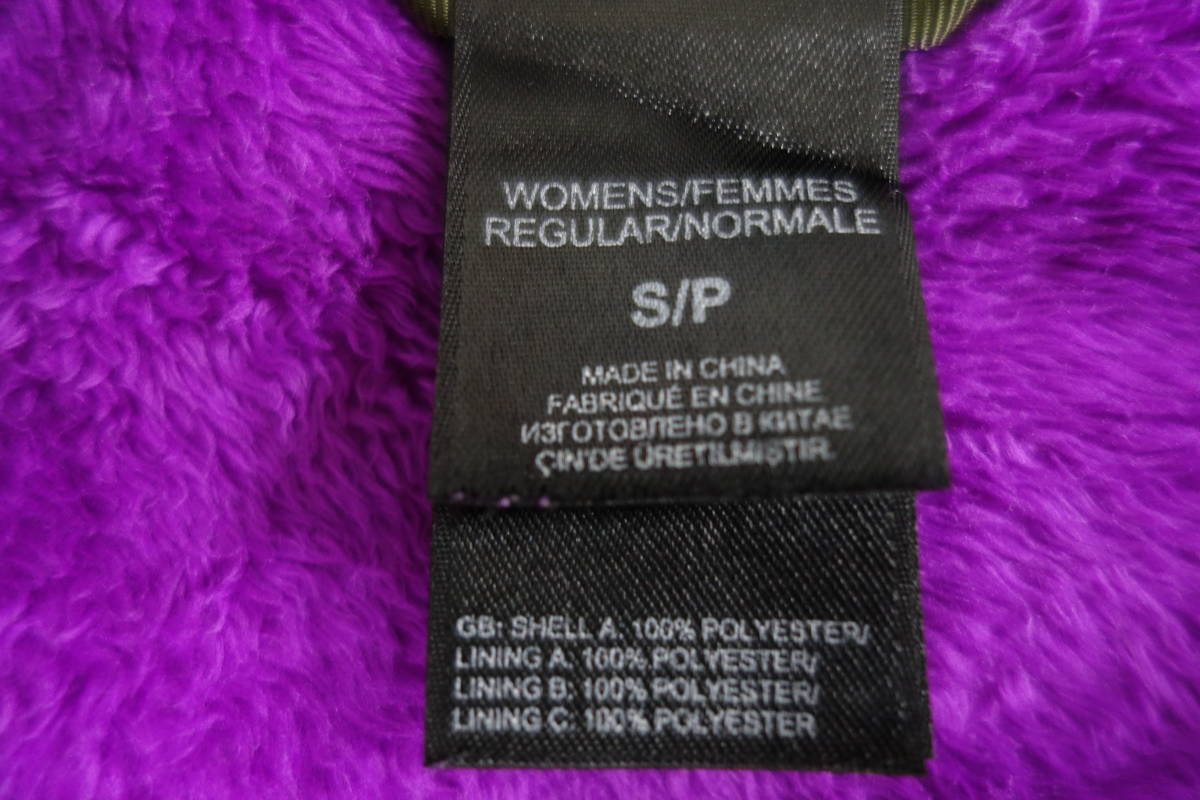 WOMENS/FEMMES
REGULAR/NORMALE
S/P
MADE IN CHINA
FABRIQUÉ EN CHINE
ИЗГОТОВЛЕНО В КИТАЕ
ÇIN'DE ÜRETILMISTIR.
GB: SHELL A: 100% POLYESTER/
LINING A: 100% POLYESTER/
LINING B: 100% POLYESTER/
LINING C: 100% POLYESTER